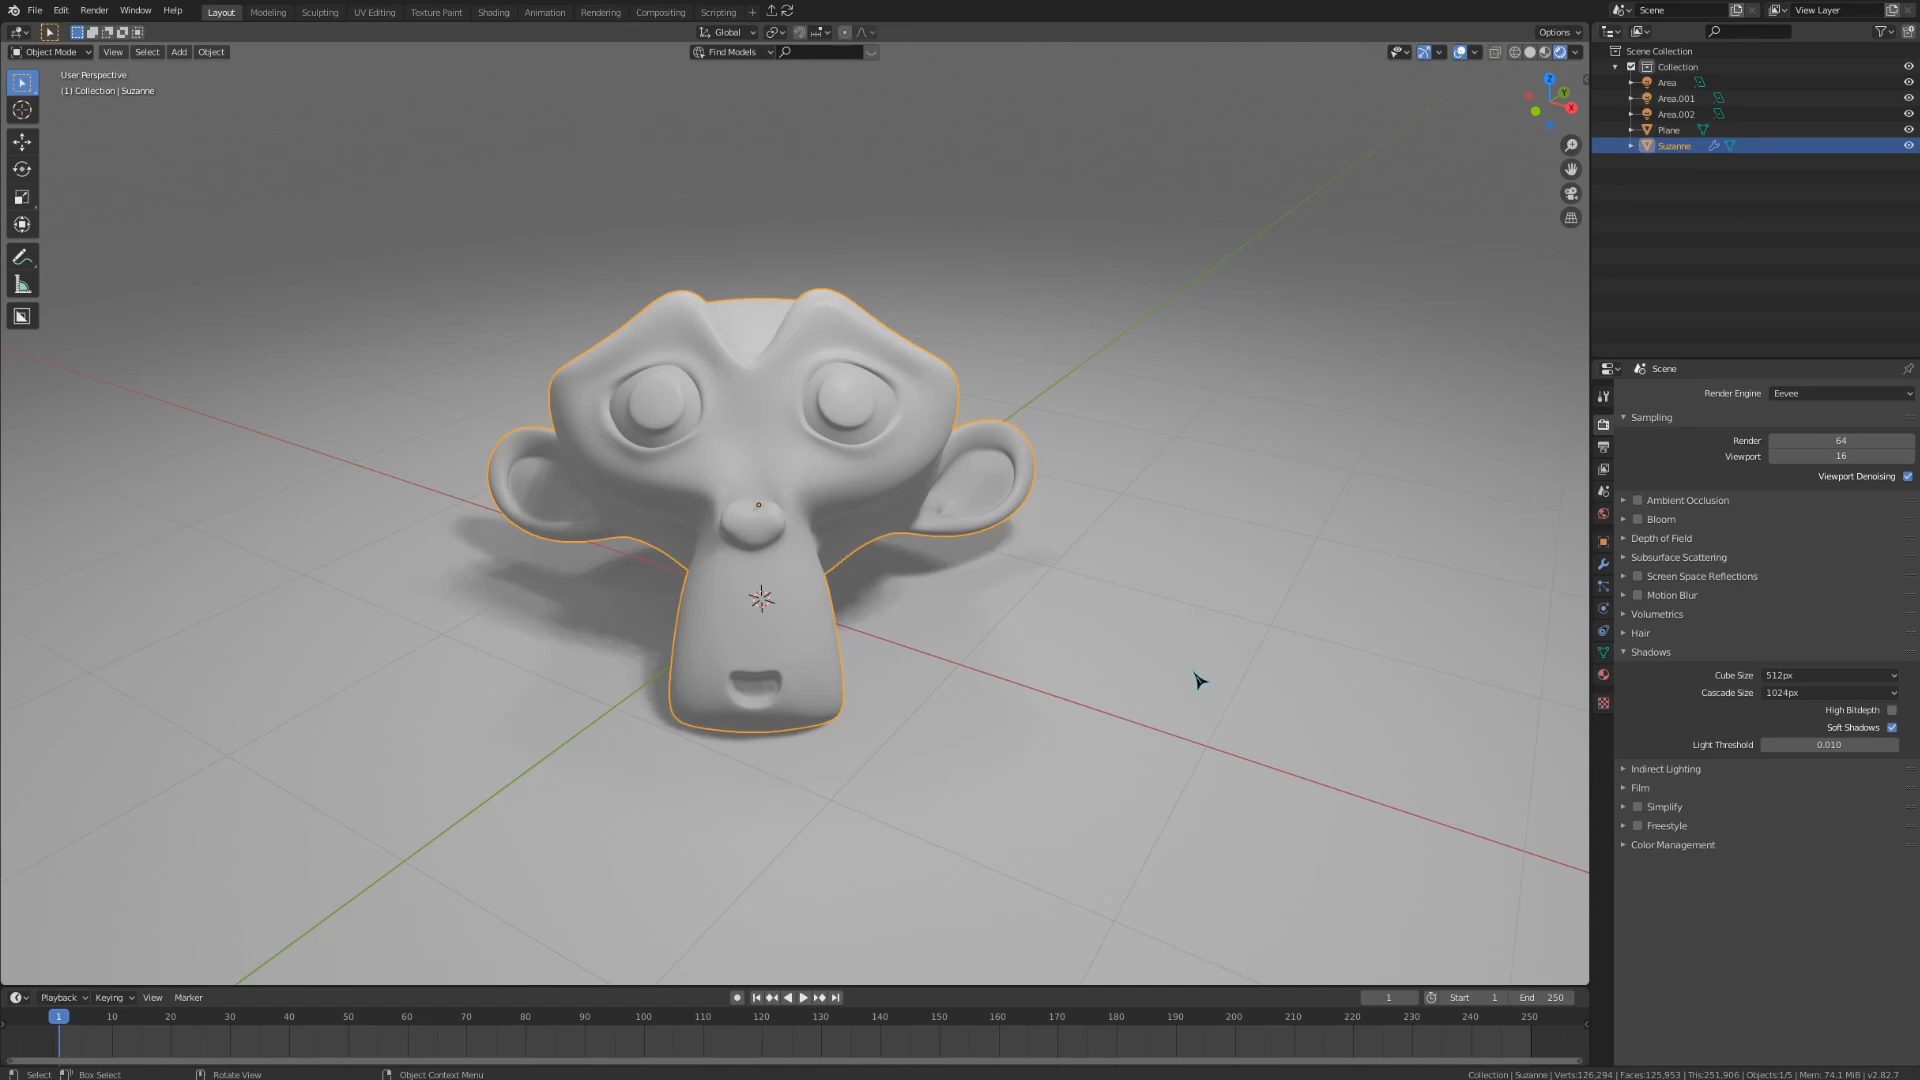 File Edit Render Window Help Layout Modeling Sculpting UV Editing Texture Paint Shading Animation Rendering Compositing Scripting + Scene View Layer
Global Options
Object Mode View Select Add Object Find Models
User Perspective
(1) Collection | Suzanne
Z
Y
X
Scene Collection
Collection
Area
Area.001
Area.002
Plane
Suzanne
Scene
Render Engine Eevee
Sampling
Render 64
Viewport 16
Viewport Denoising
Ambient Occlusion
Bloom
Depth of Field
Subsurface Scattering
Screen Space Reflections
Motion Blur
Volumetrics
Hair
Shadows
Cube Size 512px
Cascade Size 1024px
High Bitdepth
Soft Shadows
Light Threshold 0.010
Indirect Lighting
Film
Simplify
Freestyle
Color Management
Playback Keying View Marker 1 Start 1 End 250
1 10 20 30 40 50 60 70 80 90 100 110 120 130 140 150 160 170 180 190 200 210 220 230 240 250
Select Box Select Rotate View Object Context Menu Collection | Suzanne | Verts:126,294 | Faces:125,953 | Tris:251,906 | Objects:1/5 | Mem: 74.1 MiB | v2.82.7